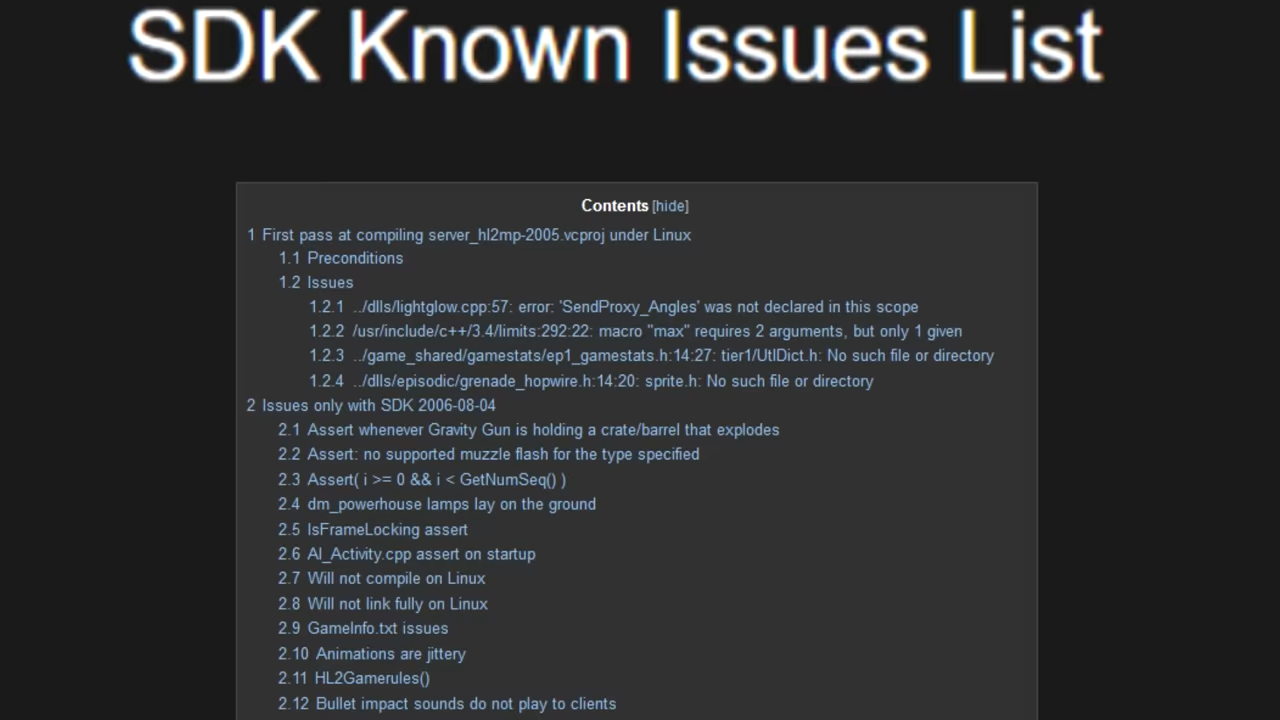 SDK Known Issues List
Contents [hide]
1 First pass at compiling server_hl2mp-2005.vcproj under Linux
1.1 Preconditions
1.2 Issues
1.2.1 ../dlls/lightglow.cpp:57: error: 'SendProxy_Angles' was not declared in this scope
1.2.2 /usr/include/c++/3.4/limits:292:22: macro "max" requires 2 arguments, but only 1 given
1.2.3 ../game_shared/gamestats/ep1_gamestats.h:14:27: tier1/UtlDict.h: No such file or directory
1.2.4 ../dlls/episodic/grenade_hopwire.h:14:20: sprite.h: No such file or directory
2 Issues only with SDK 2006-08-04
2.1 Assert whenever Gravity Gun is holding a crate/barrel that explodes
2.2 Assert: no supported muzzle flash for the type specified
2.3 Assert( i >= 0 && i < GetNumSeq() )
2.4 dm_powerhouse lamps lay on the ground
2.5 IsFrameLocking assert
2.6 AI_Activity.cpp assert on startup
2.7 Will not compile on Linux
2.8 Will not link fully on Linux
2.9 GameInfo.txt issues
2.10 Animations are jittery
2.11 HL2Gamerules()
2.12 Bullet impact sounds do not play to clients